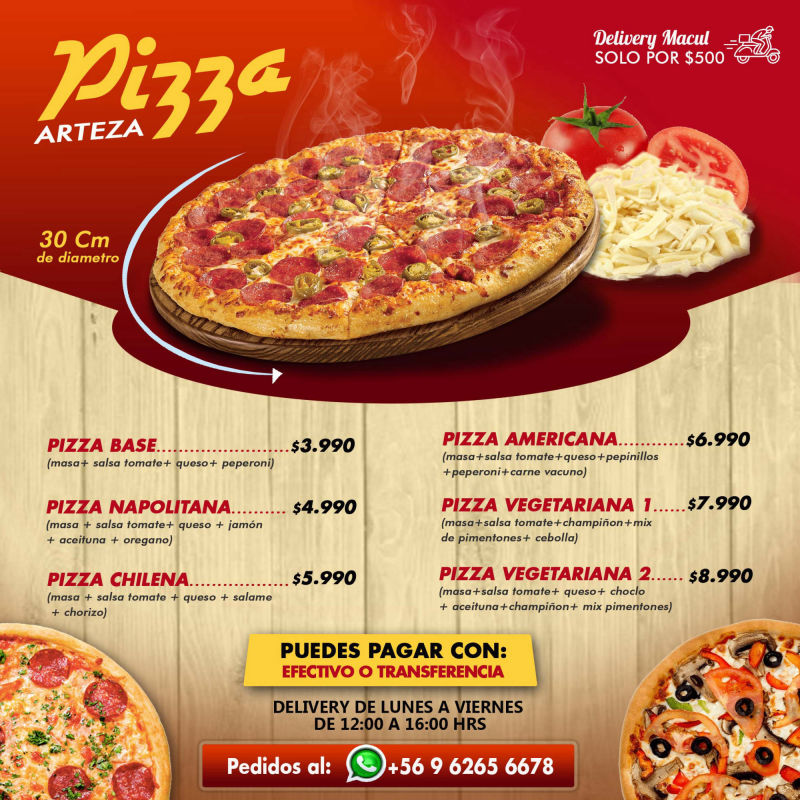 Pizza
ARTEZA
Delivery Macul
SOLO POR $500
30 Cm
de diametro
PIZZA BASE.......................$3.990
(masa+ salsa tomate+ queso+ peperoni)
PIZZA NAPOLITANA.......... $4.990
(masa + salsa tomate+ queso + jamón
+ aceituna + oregano)
PIZZA CHILENA.................. $5.990
(masa + salsa tomate + queso + salame
+ chorizo)
PIZZA AMERICANA............$6.990
(masa+salsa tomate+queso+pepinillos
+peperoni+carne vacuno)
PIZZA VEGETARIANA 1......$7.990
(masa+salsa tomate+champiñon+mix
de pimentones+ cebolla)
PIZZA VEGETARIANA 2...... $8.990
(masa+salsa tomate+ queso+ choclo
+ aceituna+champiñon+ mix pimentones)
PUEDES PAGAR CON:
EFECTIVO O TRANSFERENCIA
DELIVERY DE LUNES A VIERNES
DE 12:00 A 16:00 HRS
Pedidos al: +56 9 6265 6678